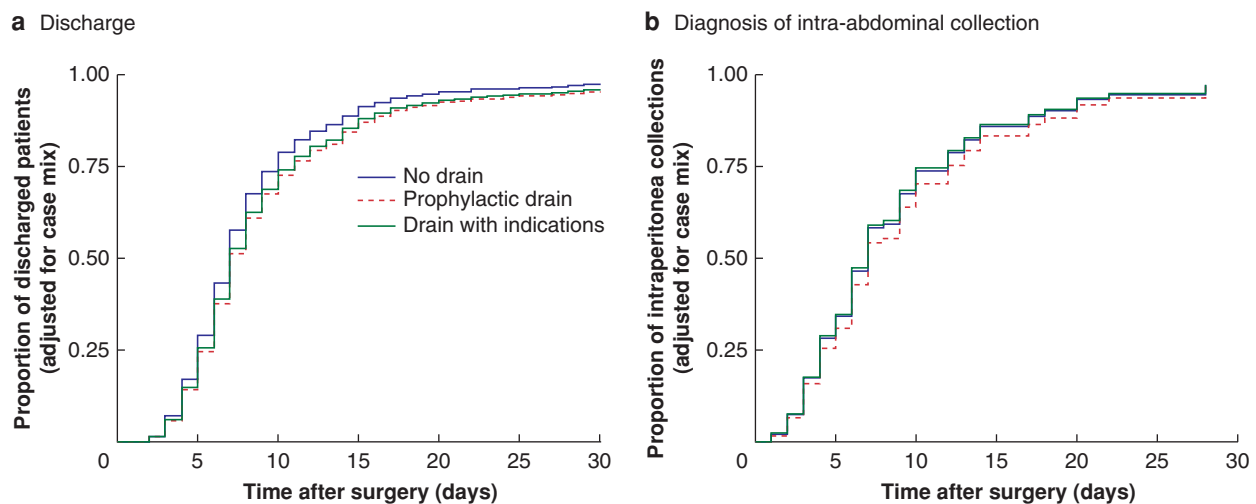 a Discharge
Proportion of discharged patients
(adjusted for case mix)
1.00
0.75
0.50
0.25
0
5
10
15
20
25
30
No drain
Prophylactic drain
Drain with indications
Time after surgery (days)
b Diagnosis of intra-abdominal collection
Proportion of intraperitonea collections
(adjusted for case mix)
1.00
0.75
0.50
0.25
0
5
10
15
20
25
30
Time after surgery (days)